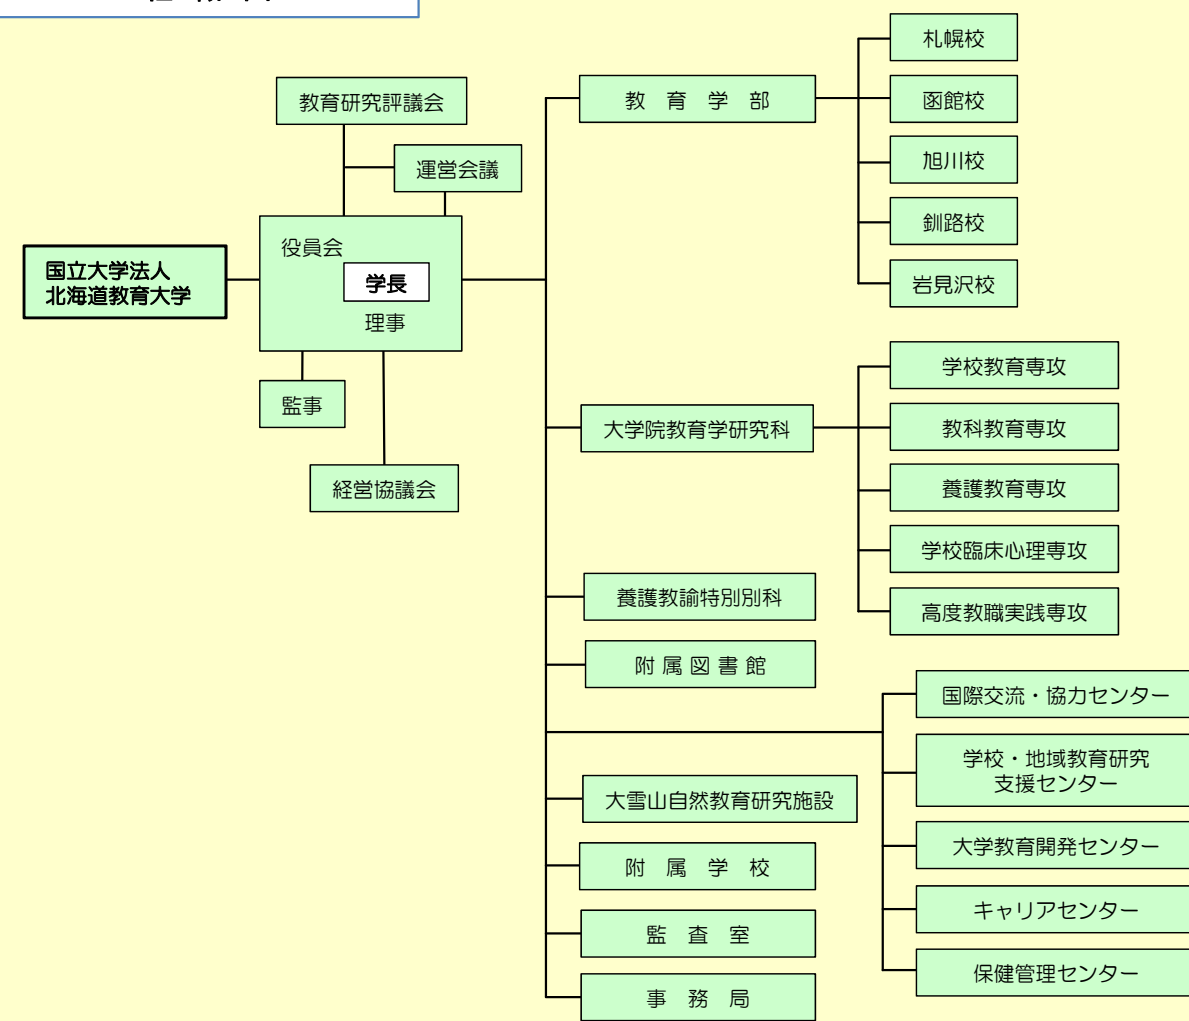 教育研究評議会
運営会議
役員会
学長
理事
国立大学法人
北海道教育大学
監事
経営協議会
教 育 学 部
札幌校
函館校
旭川校
釧路校
岩見沢校
大学院教育学研究科
学校教育専攻
教科教育専攻
養護教育専攻
学校臨床心理専攻
高度教職実践専攻
養護教諭特別別科
附 属 図 書 館
国際交流・協力センター
学校・地域教育研究
支援センター
大学教育開発センター
キャリアセンター
保健管理センター
大雪山自然教育研究施設
附 属 学 校
監 査 室
事 務 局